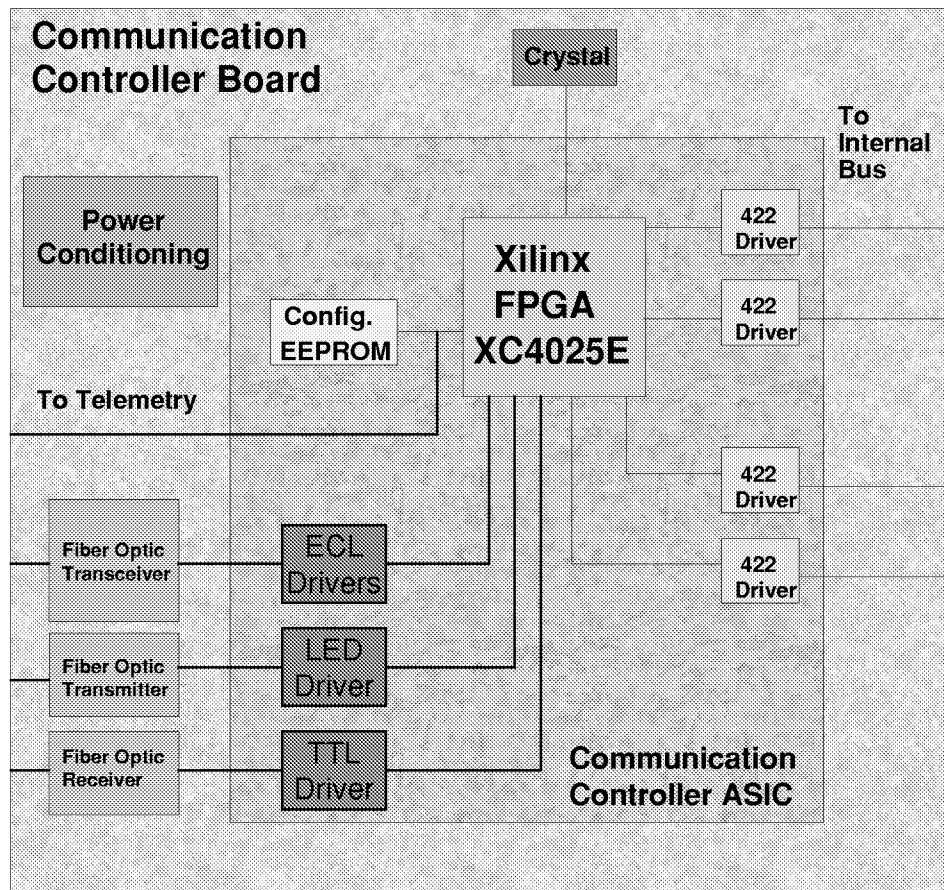 Communication
Controller Board
Crystal
To
Internal
Bus
Power
Conditioning
422
Driver
Xilinx
FPGA
XC4025E
Config.
EEPROM
422
Driver
To Telemetry
422
Driver
Fiber Optic
Transceiver
ECL
Drivers
422
Driver
Fiber Optic
Transmitter
LED
Driver
Fiber Optic
Receiver
TTL
Driver
Communication
Controller ASIC